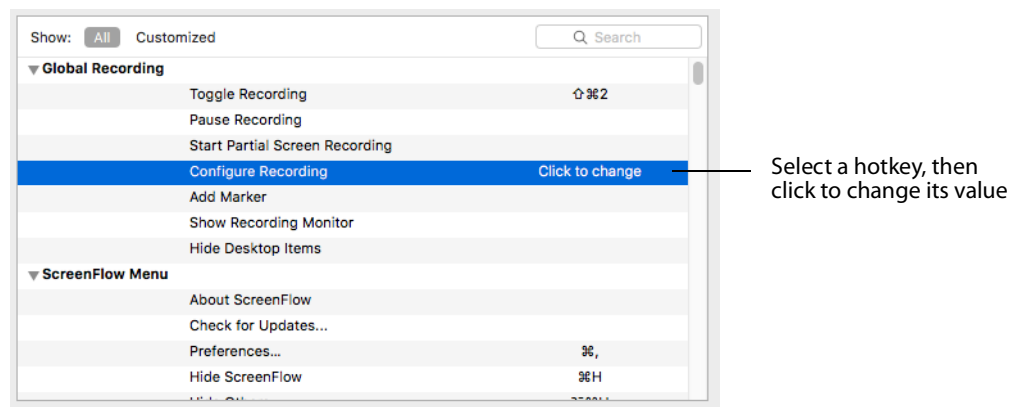 Show: All Customized Search
Global Recording
Toggle Recording ⇧⌘2
Pause Recording
Start Partial Screen Recording
Configure Recording Click to change
Select a hotkey, then
click to change its value
Add Marker
Show Recording Monitor
Hide Desktop Items
ScreenFlow Menu
About ScreenFlow
Check for Updates...
Preferences... ⌘,
Hide ScreenFlow ⌘H